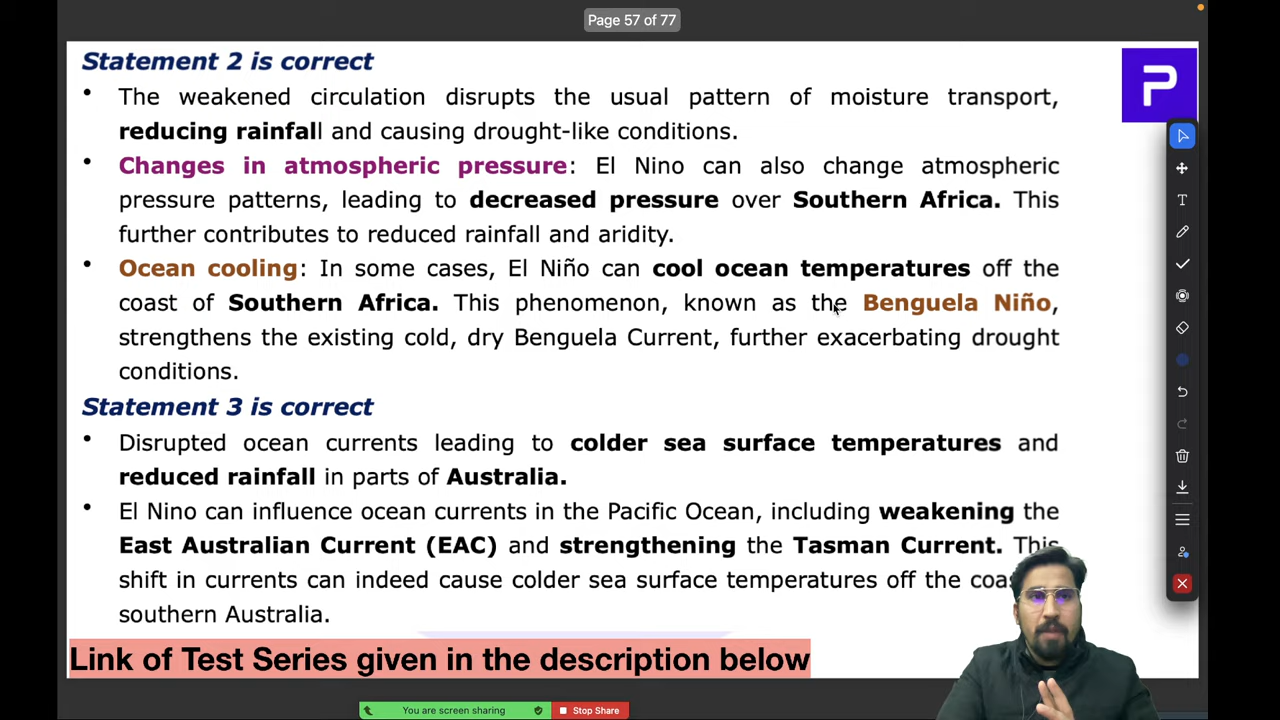 Page 57 of 77
Statement 2 is correct
• The weakened circulation disrupts the usual pattern of moisture transport,
reducing rainfall and causing drought-like conditions.
• Changes in atmospheric pressure: El Nino can also change atmospheric
pressure patterns, leading to decreased pressure over Southern Africa. This
further contributes to reduced rainfall and aridity.
• Ocean cooling: In some cases, El Niño can cool ocean temperatures off the
coast of Southern Africa. This phenomenon, known as the Benguela Niño,
strengthens the existing cold, dry Benguela Current, further exacerbating drought
conditions.
Statement 3 is correct
• Disrupted ocean currents leading to colder sea surface temperatures and
reduced rainfall in parts of Australia.
• El Nino can influence ocean currents in the Pacific Ocean, including weakening the
East Australian Current (EAC) and strengthening the Tasman Current. This
shift in currents can indeed cause colder sea surface temperatures off the
southern Australia.
Link of Test Series given in the description below
You are screen sharing
Stop Share